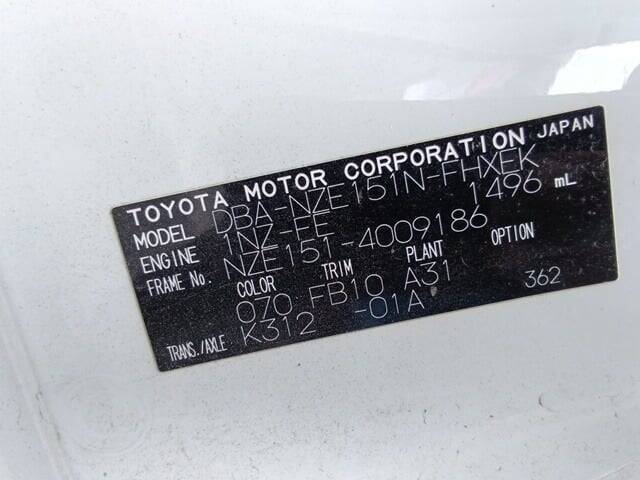 TOYOTA MOTOR CORPORATION JAPAN
MODEL DBA-NZE151N-FHXEK
ENGINE 1NZ-FE 1496 mL
FRAME No. NZE151-4009186
COLOR TRIM PLANT OPTION
0Z0 FB10 A31 362
TRANS./AXLE K312 -01A